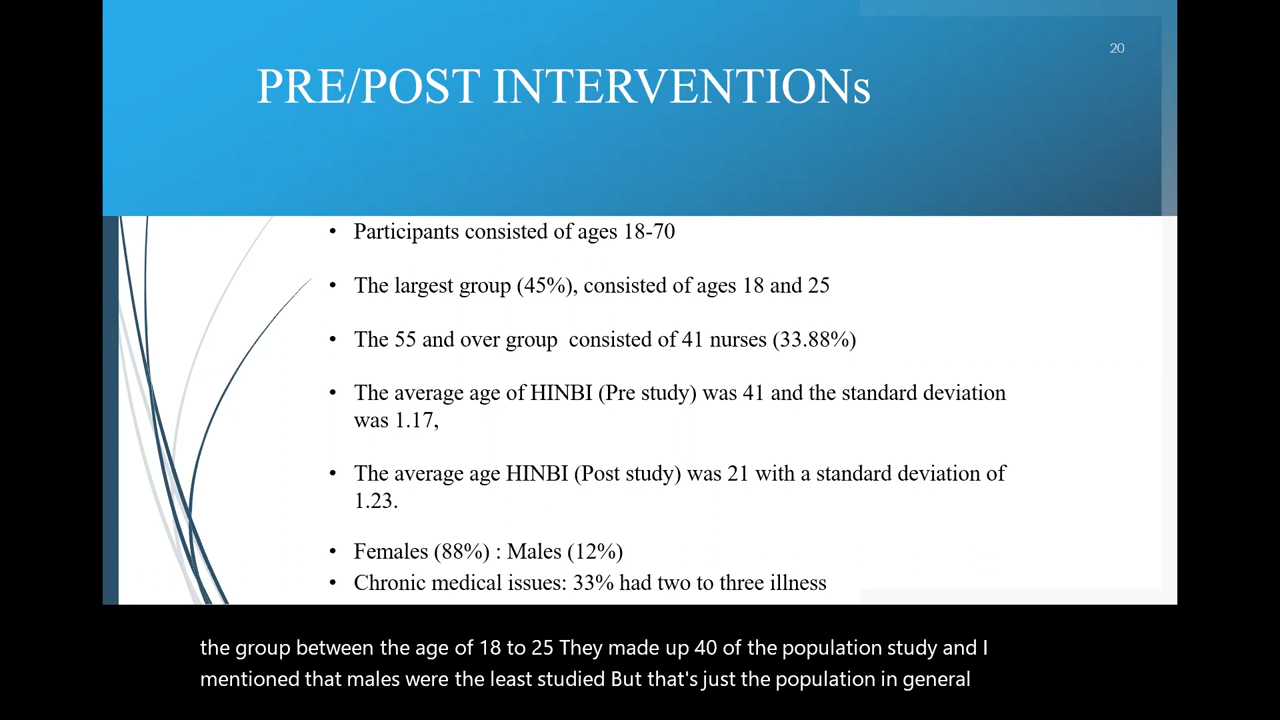 20
PRE/POST INTERVENTIONs
• Participants consisted of ages 18-70
• The largest group (45%), consisted of ages 18 and 25
• The 55 and over group consisted of 41 nurses (33.88%)
• The average age of HINBI (Pre study) was 41 and the standard deviation
was 1.17,
• The average age HINBI (Post study) was 21 with a standard deviation of
1.23.
• Females (88%) : Males (12%)
• Chronic medical issues: 33% had two to three illness
the group between the age of 18 to 25 They made up 40 of the population study and I
mentioned that males were the least studied But that's just the population in general